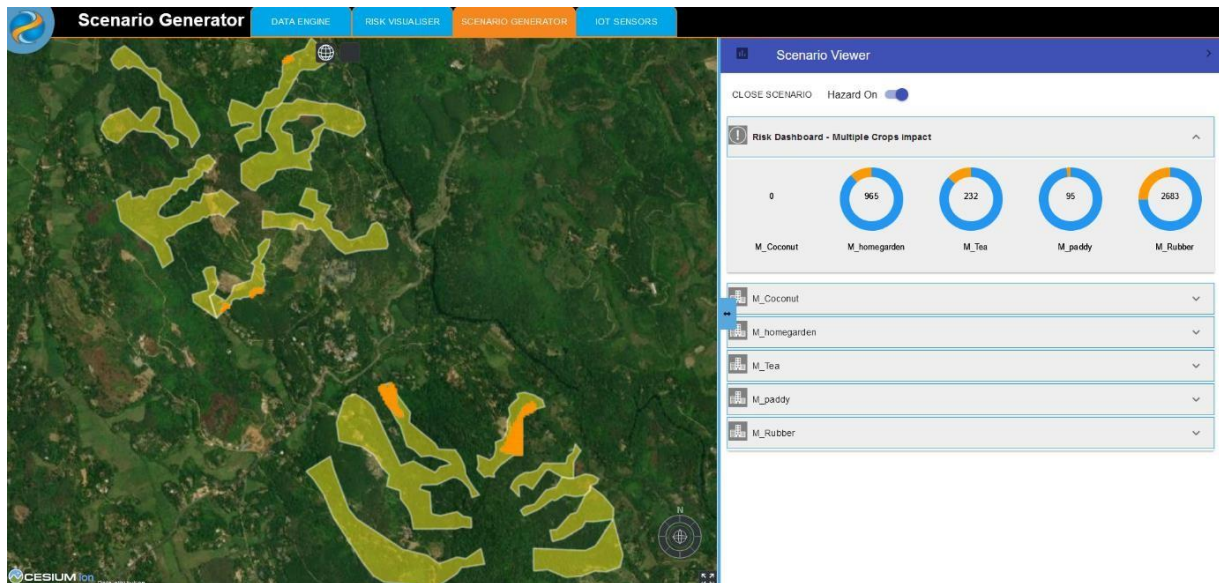 Scenario Generator
DATA ENGINE
RISK VISUALISER
SCENARIO GENERATOR
IOT SENSORS
Scenario Viewer
CLOSE SCENARIO
Hazard On
Risk Dashboard - Multiple Crops impact
0
965
232
95
2683
M_Coconut
M_homegarden
M_Tea
M_paddy
M_Rubber
M_Coconut
M_homegarden
M_Tea
M_paddy
M_Rubber
N
CESIUM ion